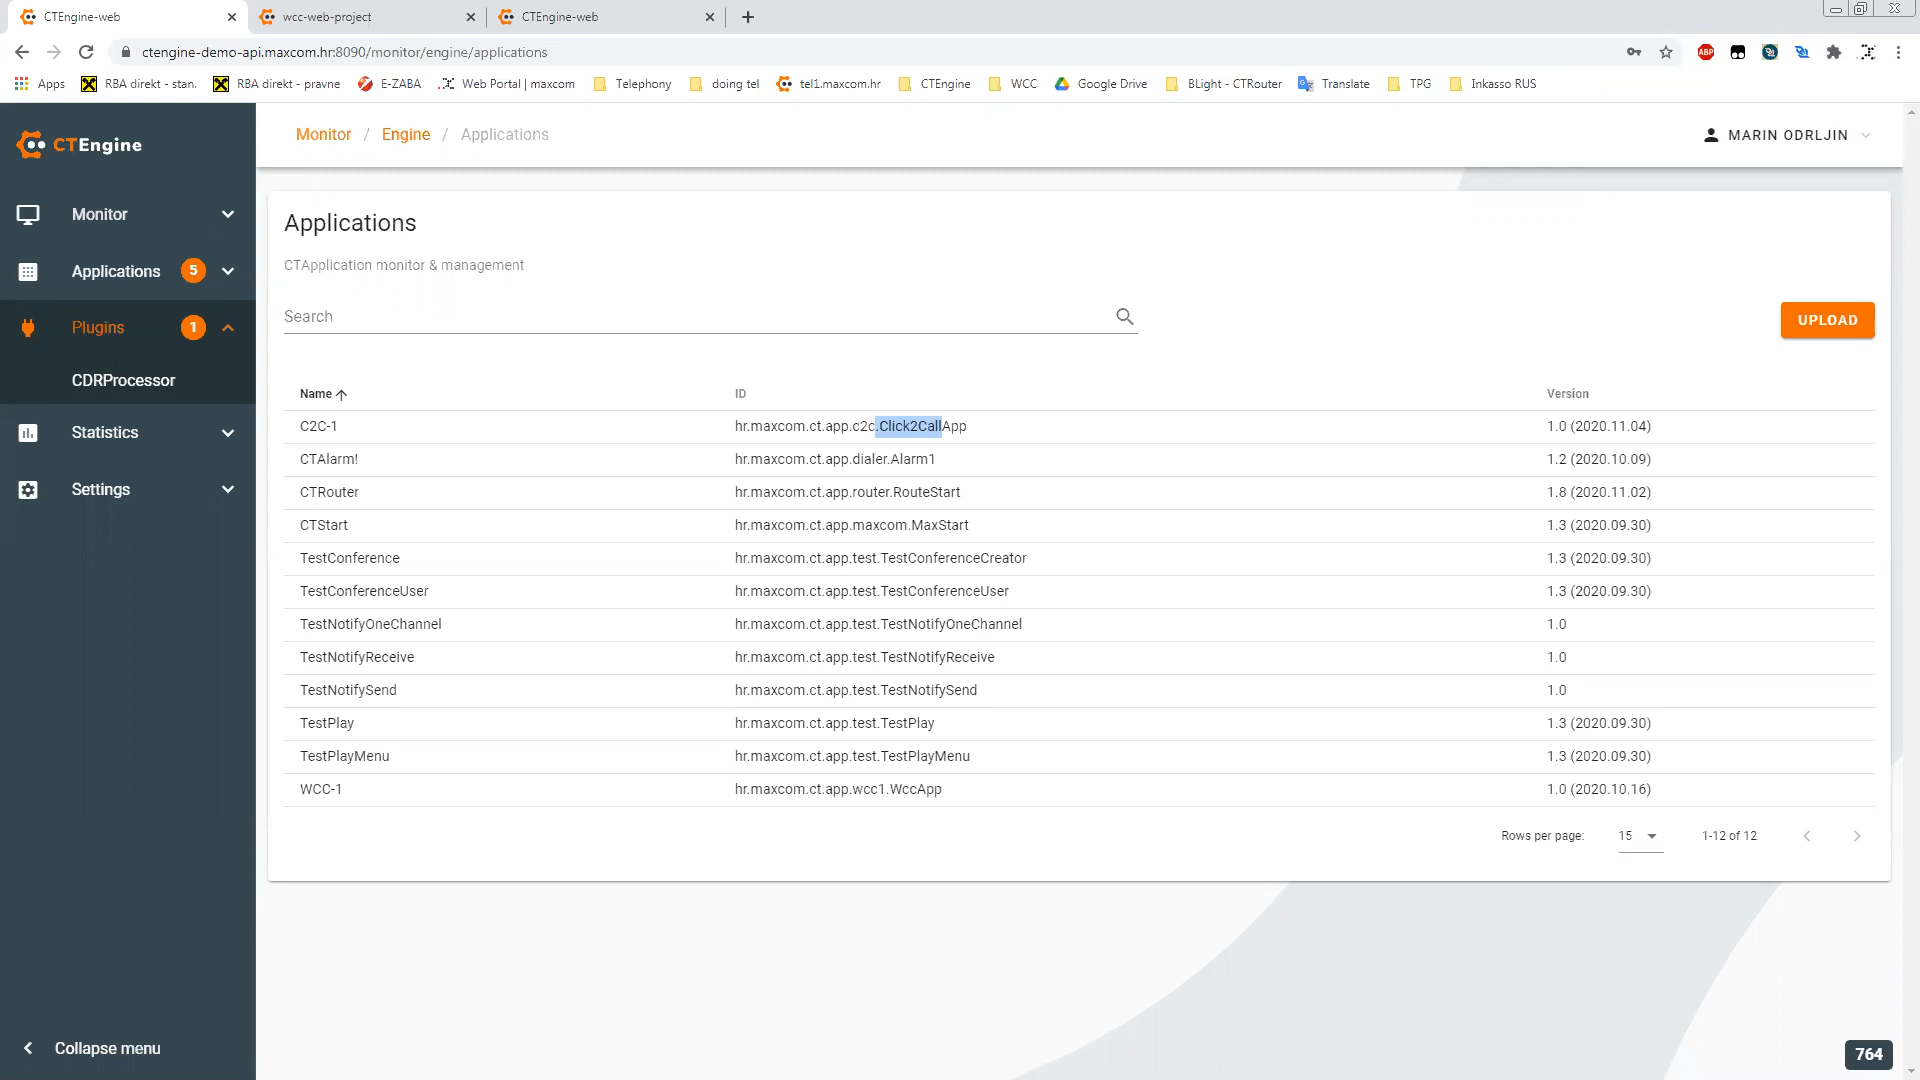 CTEngine-web
wcc-web-project
CTEngine-web
ctengine-demo-api.maxcom.hr:8090/monitor/engine/applications
ABP
Apps
RBA direkt - stan.
RBA direkt - pravne
E-ZABA
Web Portal | maxcom
Telephony
doing tel
tel1.maxcom.hr
CTEngine
WCC
Google Drive
BLight - CTRouter
Translate
TPG
Inkasso RUS
CTEngine
Monitor / Engine / Applications
MARIN ODRLJIN
Monitor
Applications 5
Plugins 1
CDRProcessor
Statistics
Settings
Collapse menu
Applications
CTApplication monitor & management
Search
UPLOAD
Name ID Version
C2C-1 hr.maxcom.ct.app.c2c.Click2CallApp 1.0 (2020.11.04)
CTAlarm! hr.maxcom.ct.app.dialer.Alarm1 1.2 (2020.10.09)
CTRouter hr.maxcom.ct.app.router.RouteStart 1.8 (2020.11.02)
CTStart hr.maxcom.ct.app.maxcom.MaxStart 1.3 (2020.09.30)
TestConference hr.maxcom.ct.app.test.TestConferenceCreator 1.3 (2020.09.30)
TestConferenceUser hr.maxcom.ct.app.test.TestConferenceUser 1.3 (2020.09.30)
TestNotifyOneChannel hr.maxcom.ct.app.test.TestNotifyOneChannel 1.0
TestNotifyReceive hr.maxcom.ct.app.test.TestNotifyReceive 1.0
TestNotifySend hr.maxcom.ct.app.test.TestNotifySend 1.0
TestPlay hr.maxcom.ct.app.test.TestPlay 1.3 (2020.09.30)
TestPlayMenu hr.maxcom.ct.app.test.TestPlayMenu 1.3 (2020.09.30)
WCC-1 hr.maxcom.ct.app.wcc1.WccApp 1.0 (2020.10.16)
Rows per page: 15 1-12 of 12
764